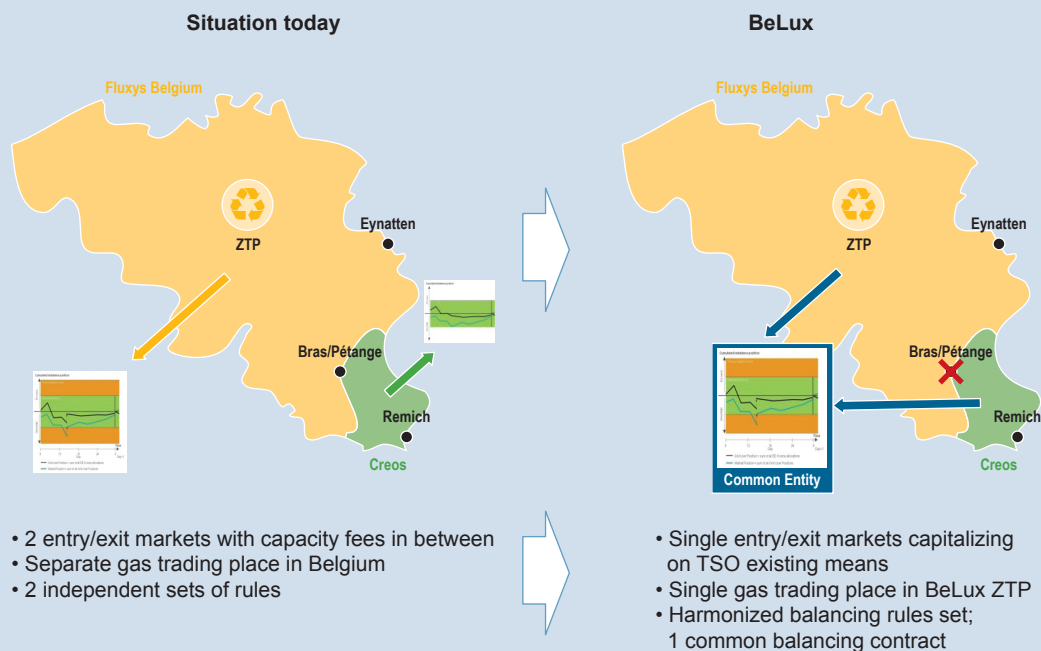 Situation today
BeLux
Fluxys Belgium
Eynatten
ZTP
Bras/Pétange
Remich
Creos
Fluxys Belgium
Eynatten
ZTP
Bras/Pétange
Remich
Creos
Common Entity
• 2 entry/exit markets with capacity fees in between
• Separate gas trading place in Belgium
• 2 independent sets of rules
• Single entry/exit markets capitalizing
on TSO existing means
• Single gas trading place in BeLux ZTP
• Harmonized balancing rules set;
1 common balancing contract